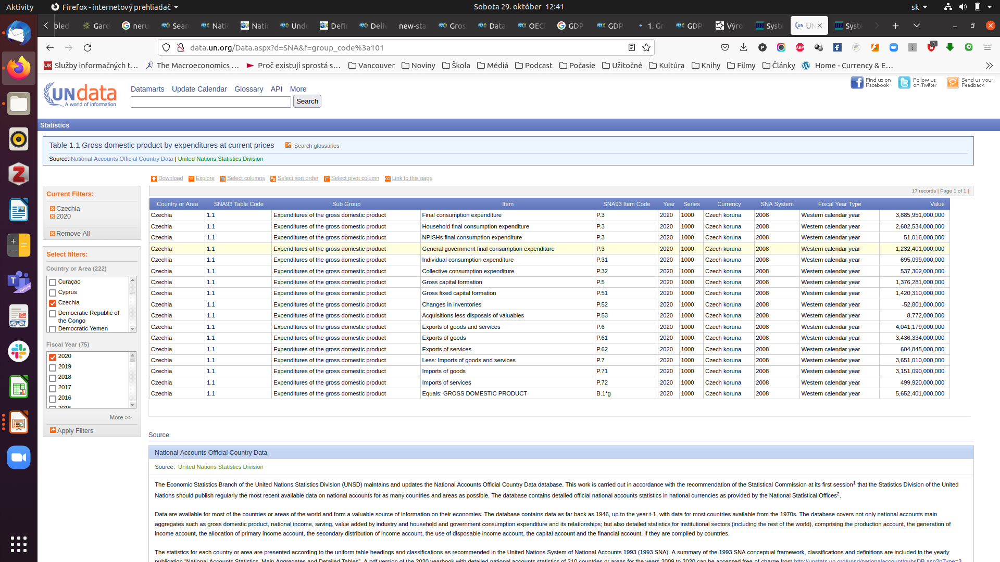 Aktivity
Firefox - internetový prehliadač
Sobota 29. október 12:41
sk
Gard
neru
Sear
Natio
Natio
Unde
Defin
Deliv
new-sta
Gros
Data
OECD
GDP
GDP
1. Gr
GDP
Výro
Syste
UN
Syste
data.un.org/Data.aspx?d=SNA&f=group_code%3a101
Služby informačných t…
The Macroeconomics …
Proč existují sprostá s…
Vancouver
Noviny
Škola
Médiá
Podcast
Počasie
Užitočné
Kultúra
Knihy
Filmy
Články
Home - Currency & E…
UNdata
A world of information
Datamarts Update Calendar Glossary API More
Search
Find us on Facebook
Follow us on Twitter
Send us your Feedback
Statistics
Table 1.1 Gross domestic product by expenditures at current prices Search glossaries
Source: National Accounts Official Country Data | United Nations Statistics Division
Download Explore Select columns Select sort order Select pivot column Link to this page
17 records | Page 1 of 1 |
Current Filters:
Czechia
2020
Remove All
Select filters:
Country or Area (222)
Curaçao
Cyprus
Czechia
Democratic Republic of
the Congo
Democratic Yemen
Fiscal Year (75)
2020
2019
2018
2017
2016
2015
More >>
Apply Filters
Country or Area SNA93 Table Code Sub Group Item SNA93 Item Code Year Series Currency SNA System Fiscal Year Type Value
Czechia 1.1 Expenditures of the gross domestic product Final consumption expenditure P.3 2020 1000 Czech koruna 2008 Western calendar year 3,885,951,000,000
Czechia 1.1 Expenditures of the gross domestic product Household final consumption expenditure P.3 2020 1000 Czech koruna 2008 Western calendar year 2,602,534,000,000
Czechia 1.1 Expenditures of the gross domestic product NPISHs final consumption expenditure P.3 2020 1000 Czech koruna 2008 Western calendar year 51,016,000,000
Czechia 1.1 Expenditures of the gross domestic product General government final consumption expenditure P.3 2020 1000 Czech koruna 2008 Western calendar year 1,232,401,000,000
Czechia 1.1 Expenditures of the gross domestic product Individual consumption expenditure P.31 2020 1000 Czech koruna 2008 Western calendar year 695,099,000,000
Czechia 1.1 Expenditures of the gross domestic product Collective consumption expenditure P.32 2020 1000 Czech koruna 2008 Western calendar year 537,302,000,000
Czechia 1.1 Expenditures of the gross domestic product Gross capital formation P.5 2020 1000 Czech koruna 2008 Western calendar year 1,376,281,000,000
Czechia 1.1 Expenditures of the gross domestic product Gross fixed capital formation P.51 2020 1000 Czech koruna 2008 Western calendar year 1,420,310,000,000
Czechia 1.1 Expenditures of the gross domestic product Changes in inventories P.52 2020 1000 Czech koruna 2008 Western calendar year -52,801,000,000
Czechia 1.1 Expenditures of the gross domestic product Acquisitions less disposals of valuables P.53 2020 1000 Czech koruna 2008 Western calendar year 8,772,000,000
Czechia 1.1 Expenditures of the gross domestic product Exports of goods and services P.6 2020 1000 Czech koruna 2008 Western calendar year 4,041,179,000,000
Czechia 1.1 Expenditures of the gross domestic product Exports of goods P.61 2020 1000 Czech koruna 2008 Western calendar year 3,436,334,000,000
Czechia 1.1 Expenditures of the gross domestic product Exports of services P.62 2020 1000 Czech koruna 2008 Western calendar year 604,845,000,000
Czechia 1.1 Expenditures of the gross domestic product Less: Imports of goods and services P.7 2020 1000 Czech koruna 2008 Western calendar year 3,651,010,000,000
Czechia 1.1 Expenditures of the gross domestic product Imports of goods P.71 2020 1000 Czech koruna 2008 Western calendar year 3,151,090,000,000
Czechia 1.1 Expenditures of the gross domestic product Imports of services P.72 2020 1000 Czech koruna 2008 Western calendar year 499,920,000,000
Czechia 1.1 Expenditures of the gross domestic product Equals: GROSS DOMESTIC PRODUCT B.1*g 2020 1000 Czech koruna 2008 Western calendar year 5,652,401,000,000
Source
National Accounts Official Country Data
Source: United Nations Statistics Division
The Economic Statistics Branch of the United Nations Statistics Division (UNSD) maintains and updates the National Accounts Official Country Data database. This work is carried out in accordance with the recommendation of the Statistical Commission at its first session1 that the Statistics Division of the United
Nations should publish regularly the most recent available data on national accounts for as many countries and areas as possible. The database contains detailed official national accounts statistics in national currencies as provided by the National Statistical Offices2.
Data are available for most of the countries or areas of the world and form a valuable source of information on their economies. The database contains data as far back as 1946, up to the year t-1, with data for most countries available from the 1970s. The database covers not only national accounts main
aggregates such as gross domestic product, national income, saving, value added by industry and household and government consumption expenditure and its relationships; but also detailed statistics for institutional sectors (including the rest of the world), comprising the production account, the generation of
income account, the allocation of primary income account, the secondary distribution of income account, the use of disposable income account, the capital account and the financial account, if they are compiled by countries.
The statistics for each country or area are presented according to the uniform table headings and classifications as recommended in the United Nations System of National Accounts 1993 (1993 SNA). A summary of the 1993 SNA conceptual framework, classifications and definitions are included in the yearly
publication “National Accounts Statistics, Main Aggregates and Detailed Tables”. A pdf version of the 2020 yearbook with detailed national accounts statistics of 210 countries or areas for the years 2009 to 2020 can be accessed free of charge from http://unstats.un.org/unsd/nationalaccount/pubsDB.asp?pType=3